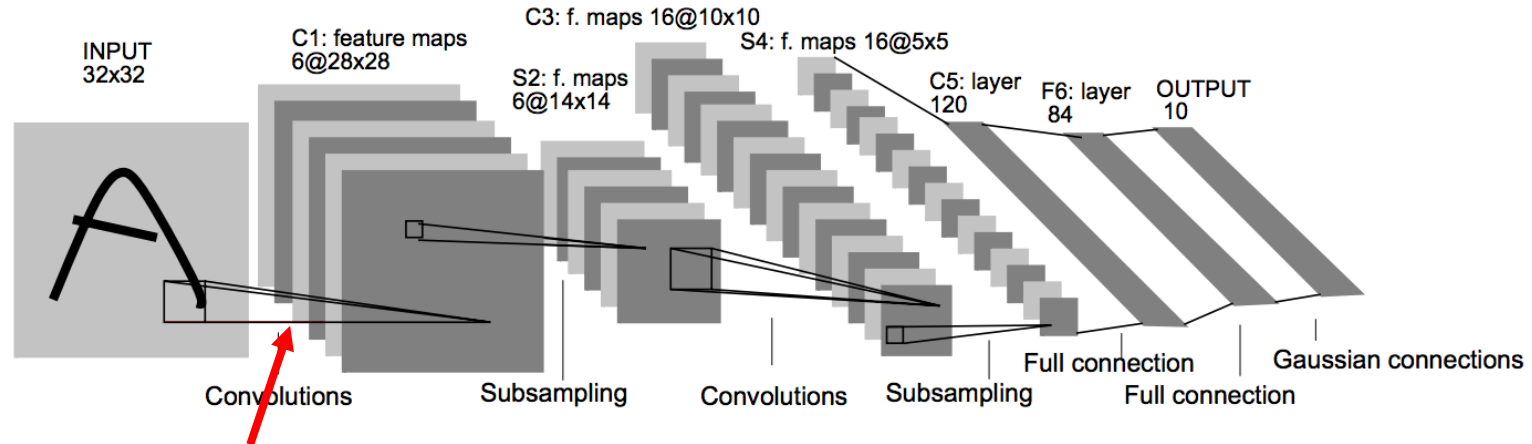 INPUT
32x32
C1: feature maps
6@28x28
S2: f. maps
6@14x14
C3: f. maps 16@10x10
S4: f. maps 16@5x5
C5: layer
120
F6: layer
84
OUTPUT
10
Convolutions
Subsampling
Convolutions
Subsampling
Full connection
Full connection
Gaussian connections